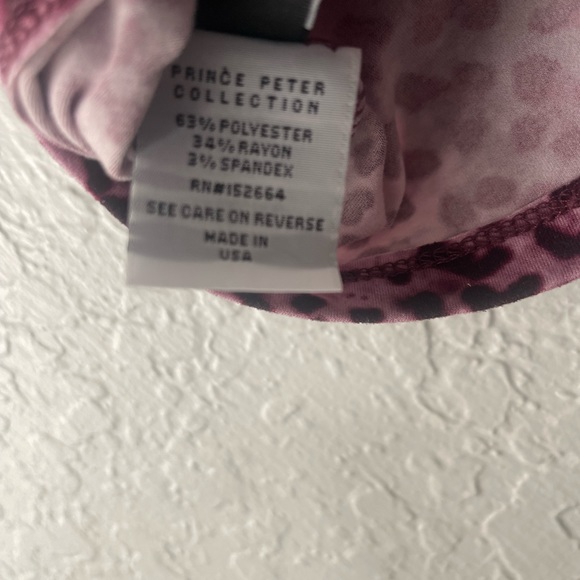 PRINCE PETER
COLLECTION
63% POLYESTER
34% RAYON
3% SPANDEX
RN#152664
SEE CARE ON REVERSE
MADE IN
USA